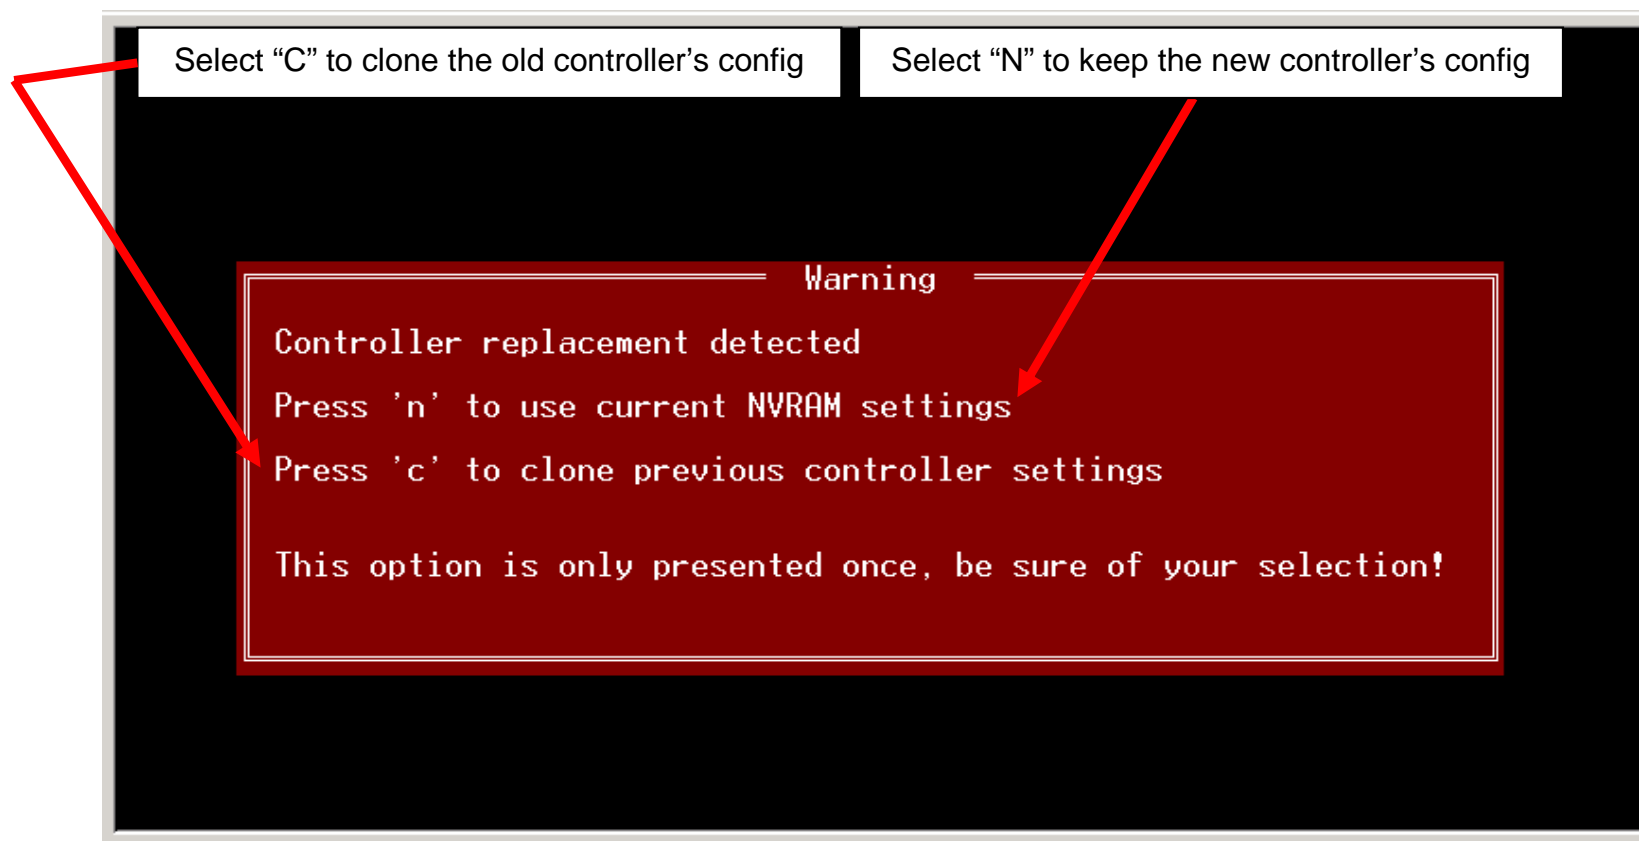 Select “C” to clone the old controller’s config
Select “N” to keep the new controller’s config
Warning
Controller replacement detected
Press 'n' to use current NVRAM settings
Press 'c' to clone previous controller settings
This option is only presented once, be sure of your selection!